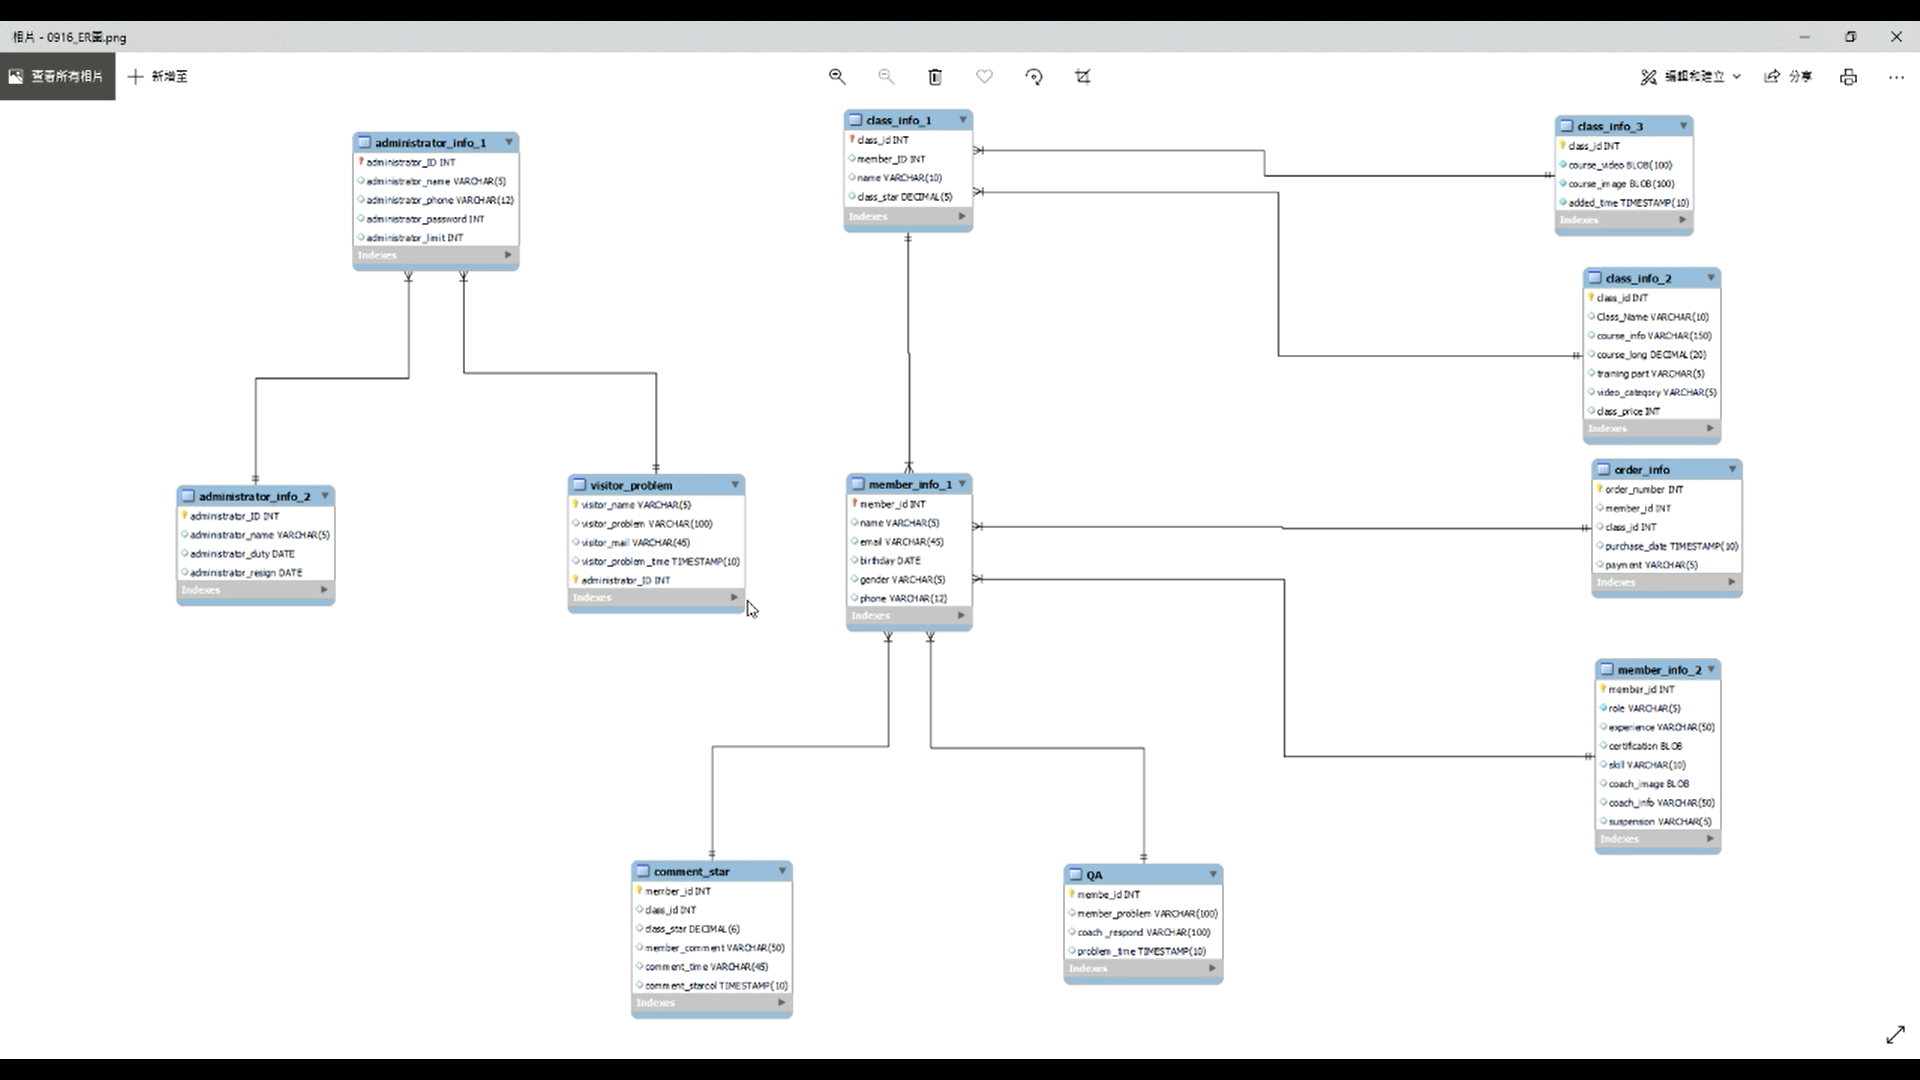 相片 - 0916_ER圖.png
查看所有相片
新增至
編輯和建立
分享
administrator_info_1
administrator_ID INT
administrator_name VARCHAR(5)
administrator_phone VARCHAR(12)
administrator_password INT
administrator_limit INT
Indexes
class_info_1
class_id INT
member_ID INT
name VARCHAR(10)
class_star DECIMAL(5)
Indexes
class_info_3
class_id INT
course_video BLOB(100)
course_image BLOB(100)
added_time TIMESTAMP(10)
Indexes
class_info_2
class_id INT
Class_Name VARCHAR(10)
course_info VARCHAR(150)
course_long DECIMAL(20)
training part VARCHAR(5)
video_category VARCHAR(5)
class_price INT
Indexes
administrator_info_2
administrator_ID INT
administrator_name VARCHAR(5)
administrator_duty DATE
administrator_resign DATE
Indexes
visitor_problem
visitor_name VARCHAR(5)
visitor_problem VARCHAR(100)
visitor_mail VARCHAR(45)
visitor_problem_time TIMESTAMP(10)
administrator_ID INT
Indexes
member_info_1
member_id INT
name VARCHAR(5)
email VARCHAR(45)
birthday DATE
gender VARCHAR(5)
phone VARCHAR(12)
Indexes
order_info
order_number INT
member_id INT
class_id INT
purchase_date TIMESTAMP(10)
payment VARCHAR(5)
Indexes
member_info_2
member_id INT
role VARCHAR(5)
experience VARCHAR(50)
certification BLOB
skill VARCHAR(10)
coach_image BLOB
coach_info VARCHAR(50)
suspension VARCHAR(5)
Indexes
comment_star
member_id INT
class_id INT
class_star DECIMAL(6)
member_comment VARCHAR(50)
comment_time VARCHAR(45)
comment_starcol TIMESTAMP(10)
Indexes
QA
membe_id INT
member_problem VARCHAR(100)
coach _respond VARCHAR(100)
problem_time TIMESTAMP(10)
Indexes